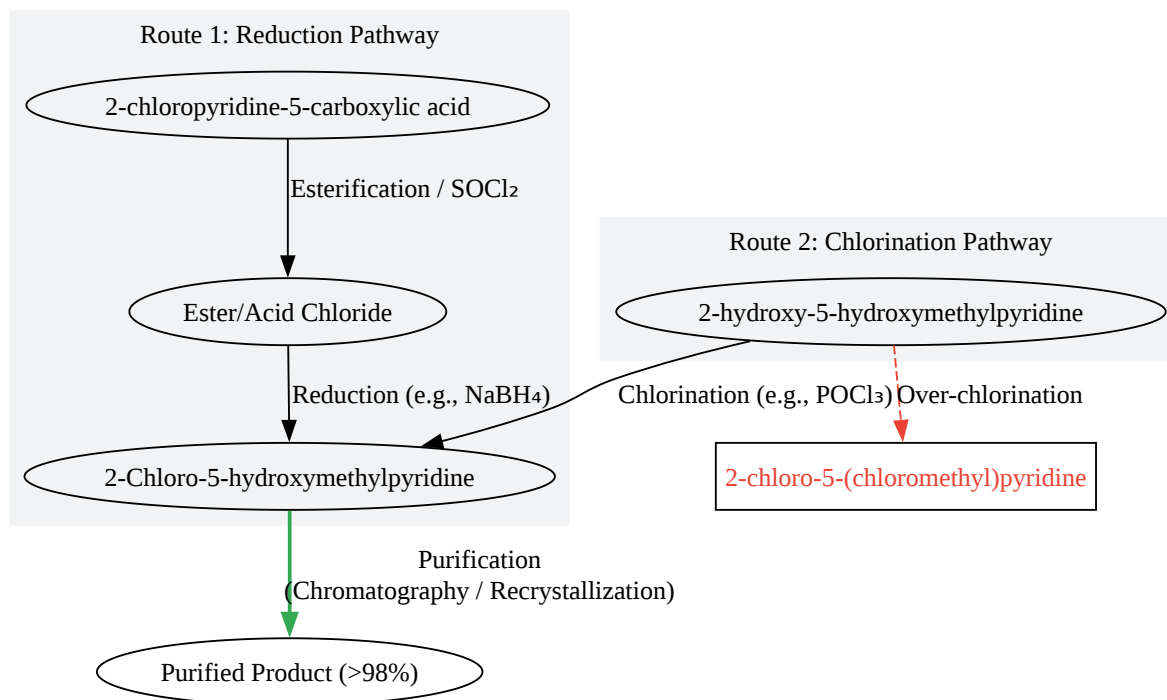 Route 1: Reduction Pathway
2-chloropyridine-5-carboxylic acid
Esterification / SOCl₂
Ester/Acid Chloride
Reduction (e.g., NaBH₄)
2-Chloro-5-hydroxymethylpyridine
Route 2: Chlorination Pathway
2-hydroxy-5-hydroxymethylpyridine
Chlorination (e.g., POCl₃)
Over-chlorination
2-chloro-5-(chloromethyl)pyridine
Purification
(Chromatography / Recrystallization)
Purified Product (>98%)